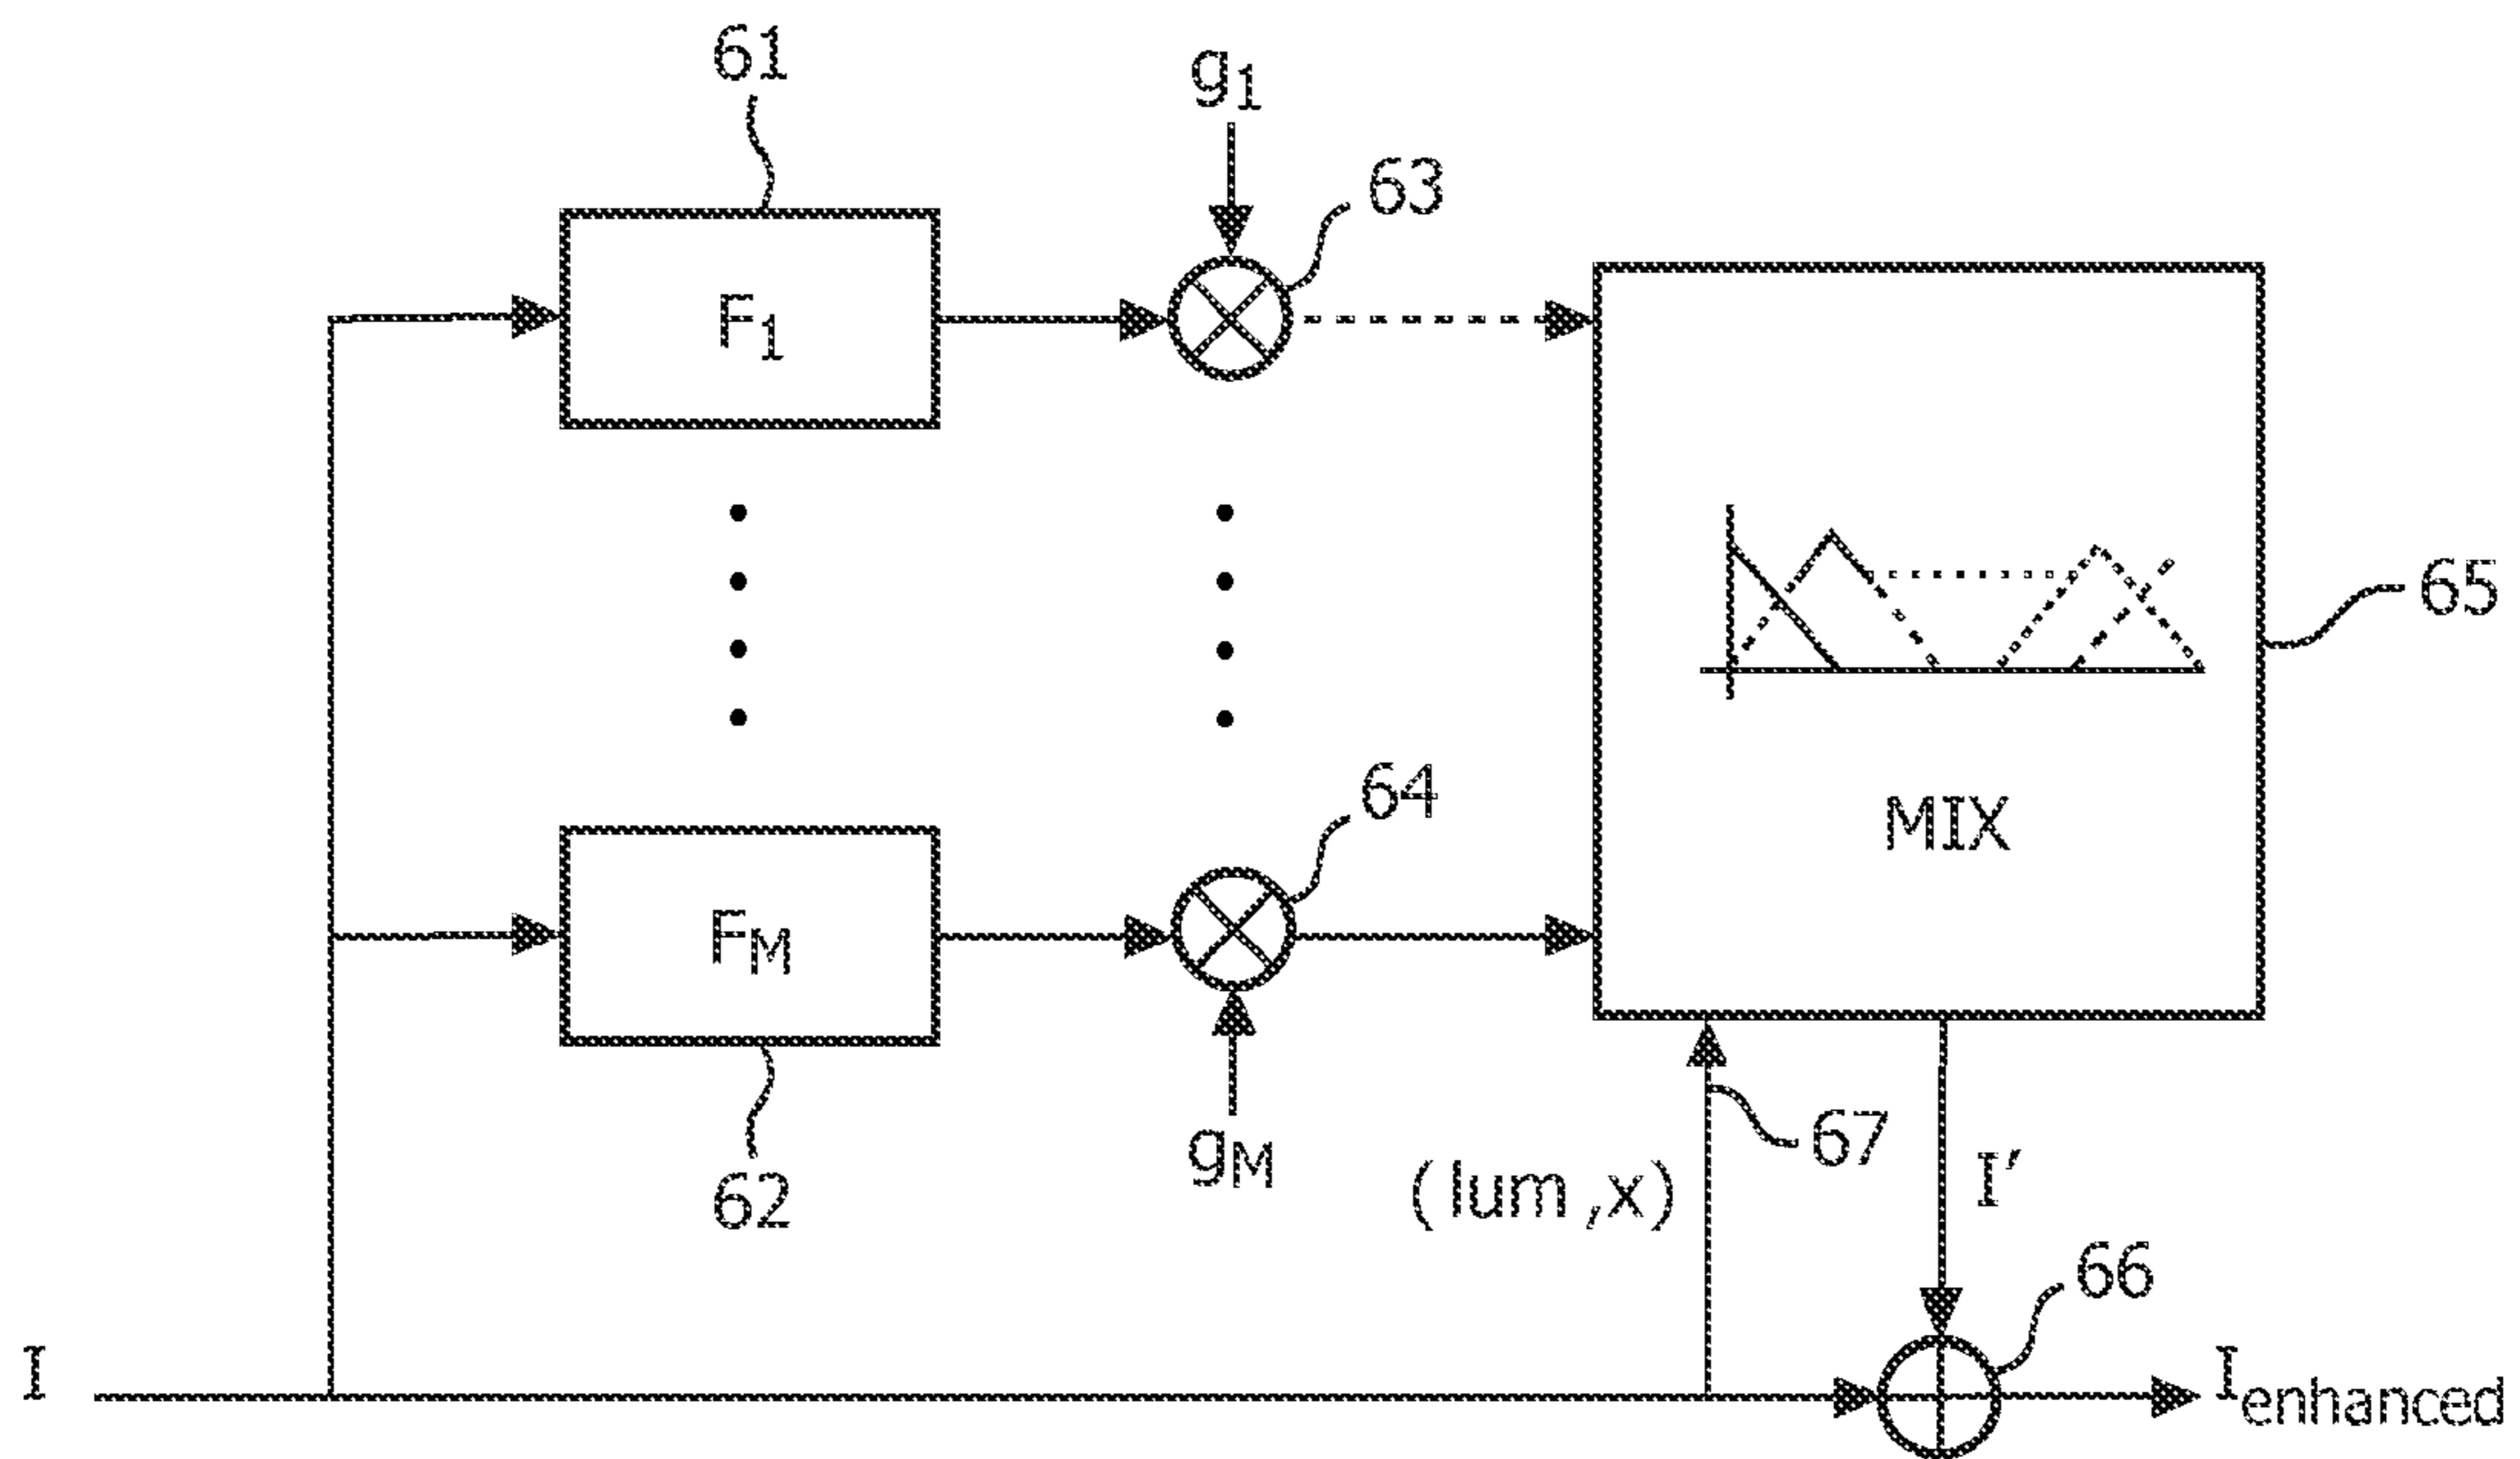 61
g1
63
F1
65
64
MIX
FM
gM
67
62
(lum,x)
I′
66
I
Ienhanced